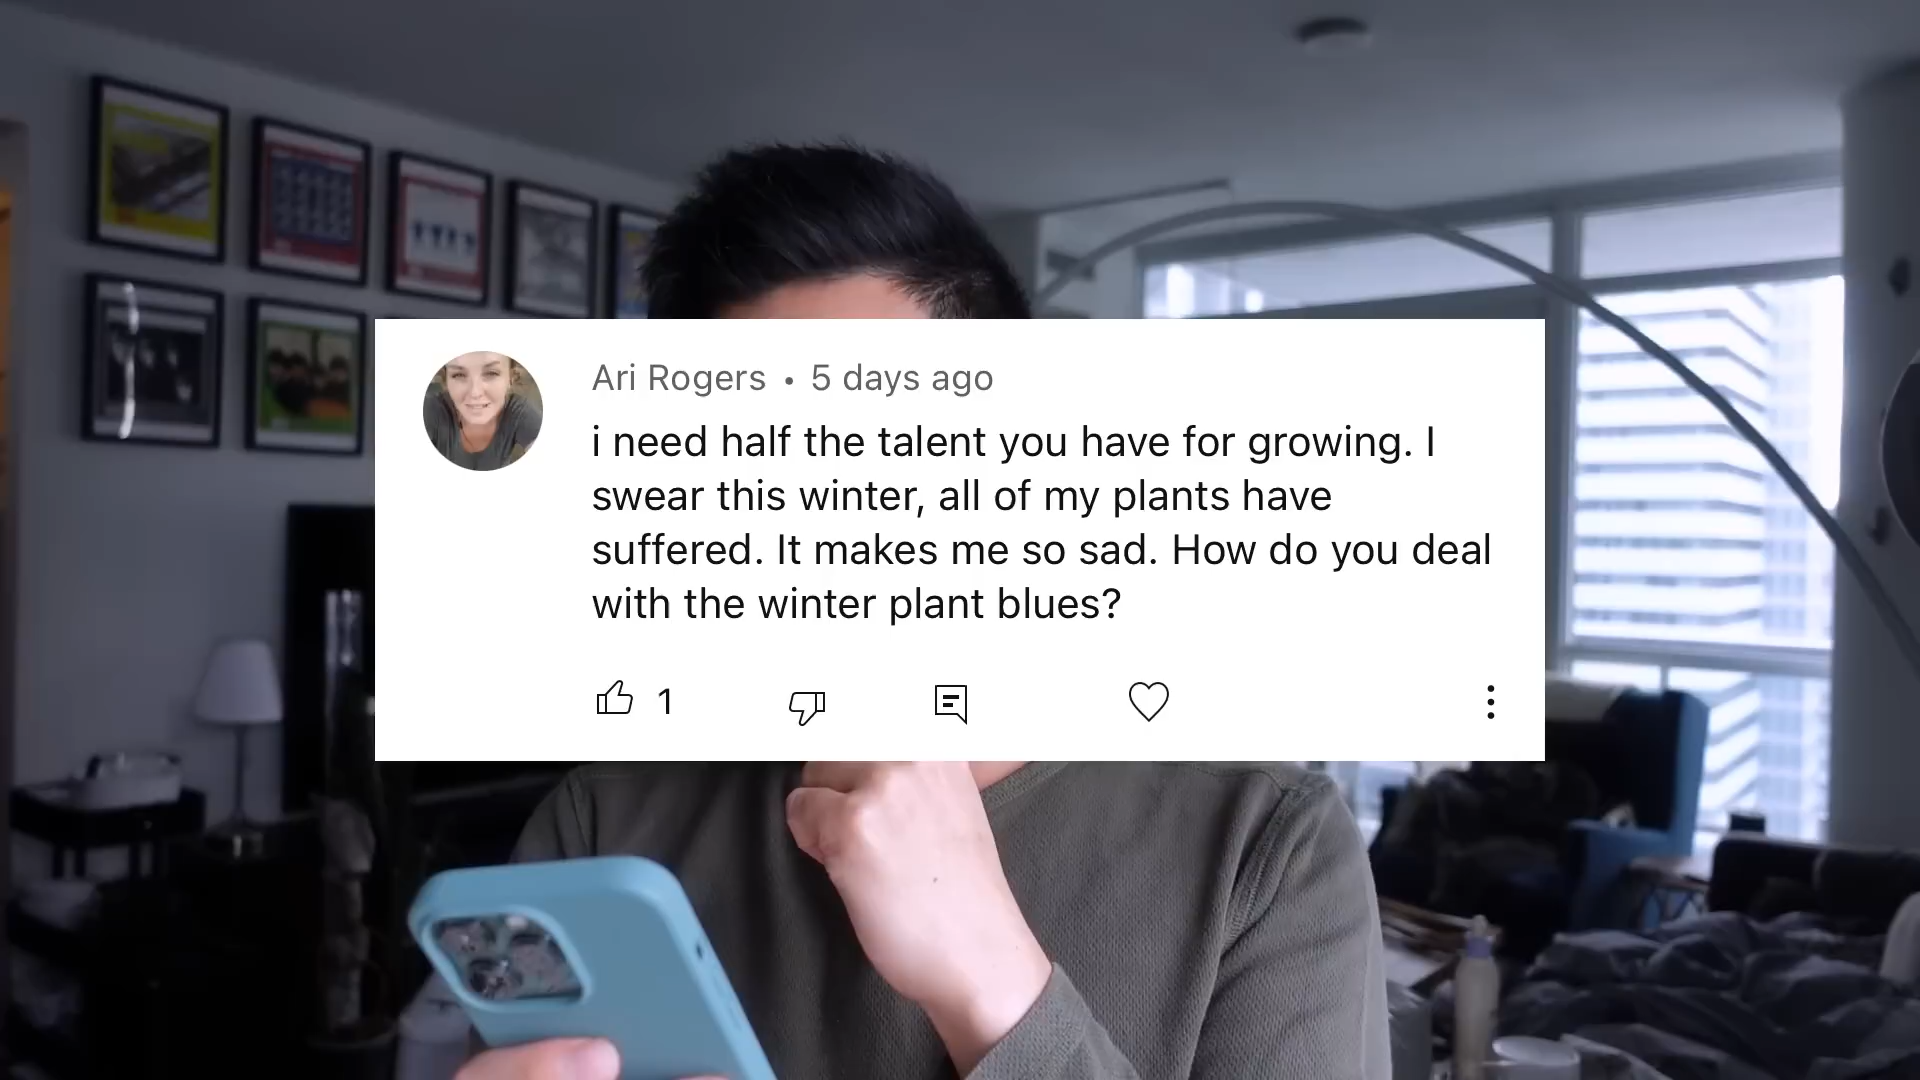 Ari Rogers • 5 days ago
i need half the talent you have for growing. I
swear this winter, all of my plants have
suffered. It makes me so sad. How do you deal
with the winter plant blues?
1